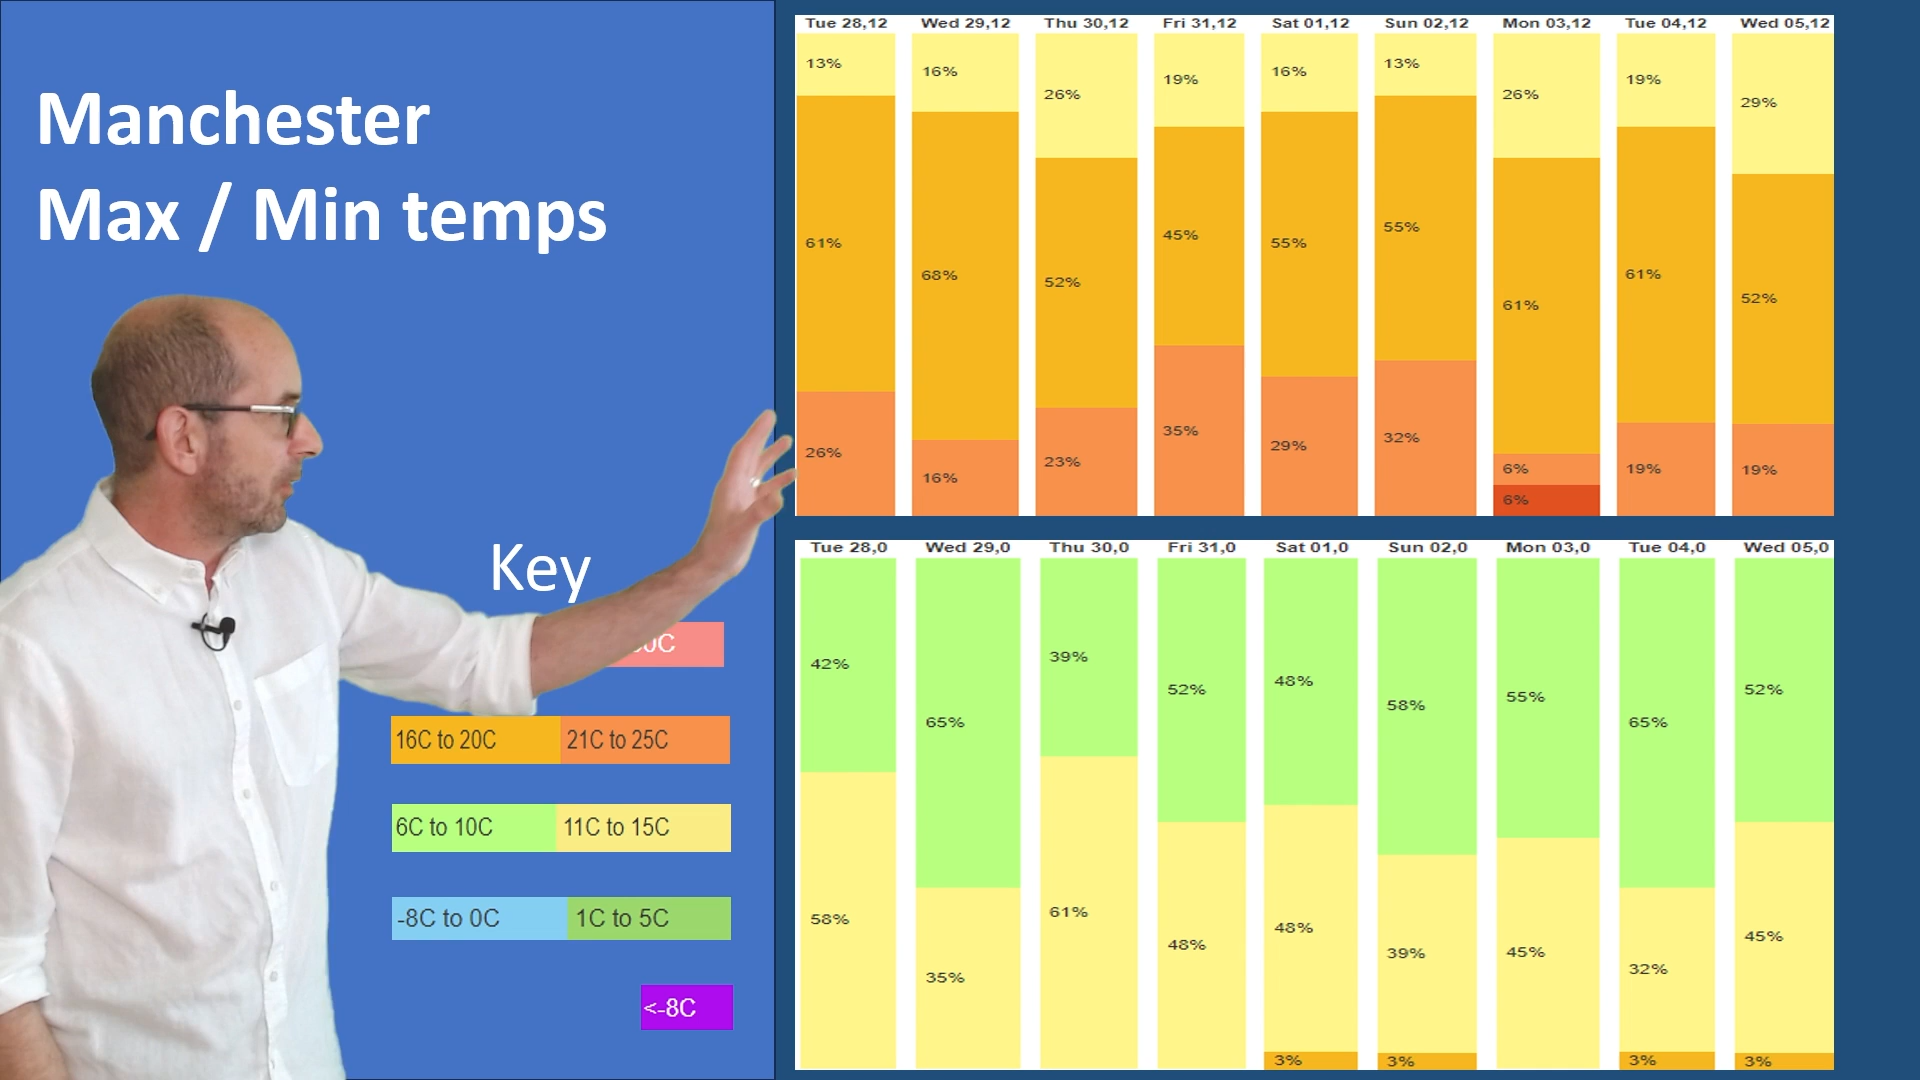 Manchester
Max / Min temps
Key
16C to 20C 21C to 25C
6C to 10C 11C to 15C
-8C to 0C 1C to 5C
<-8C
Tue 28,12 Wed 29,12 Thu 30,12 Fri 31,12 Sat 01,12 Sun 02,12 Mon 03,12 Tue 04,12 Wed 05,12
13% 16% 26% 19% 16% 13% 26% 19% 29%
61% 68% 52% 45% 55% 55% 61% 61% 52%
26% 16% 23% 35% 29% 32% 6% 19% 19%
6%
Tue 28,0 Wed 29,0 Thu 30,0 Fri 31,0 Sat 01,0 Sun 02,0 Mon 03,0 Tue 04,0 Wed 05,0
42% 65% 39% 52% 48% 58% 55% 65% 52%
58% 35% 61% 48% 48% 39% 45% 32% 45%
3% 3% 3% 3%